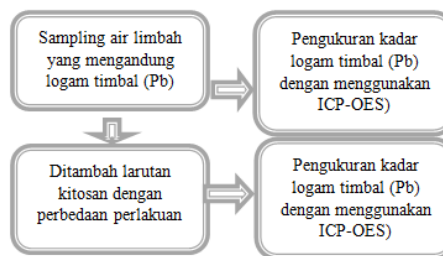 Sampling air limbah
yang mengandung
logam timbal (Pb)
Pengukuran kadar
logam timbal (Pb)
dengan menggunakan
ICP-OES)
Ditambah larutan
kitosan dengan
perbedaan perlakuan
Pengukuran kadar
logam timbal (Pb)
dengan menggunakan
ICP-OES)